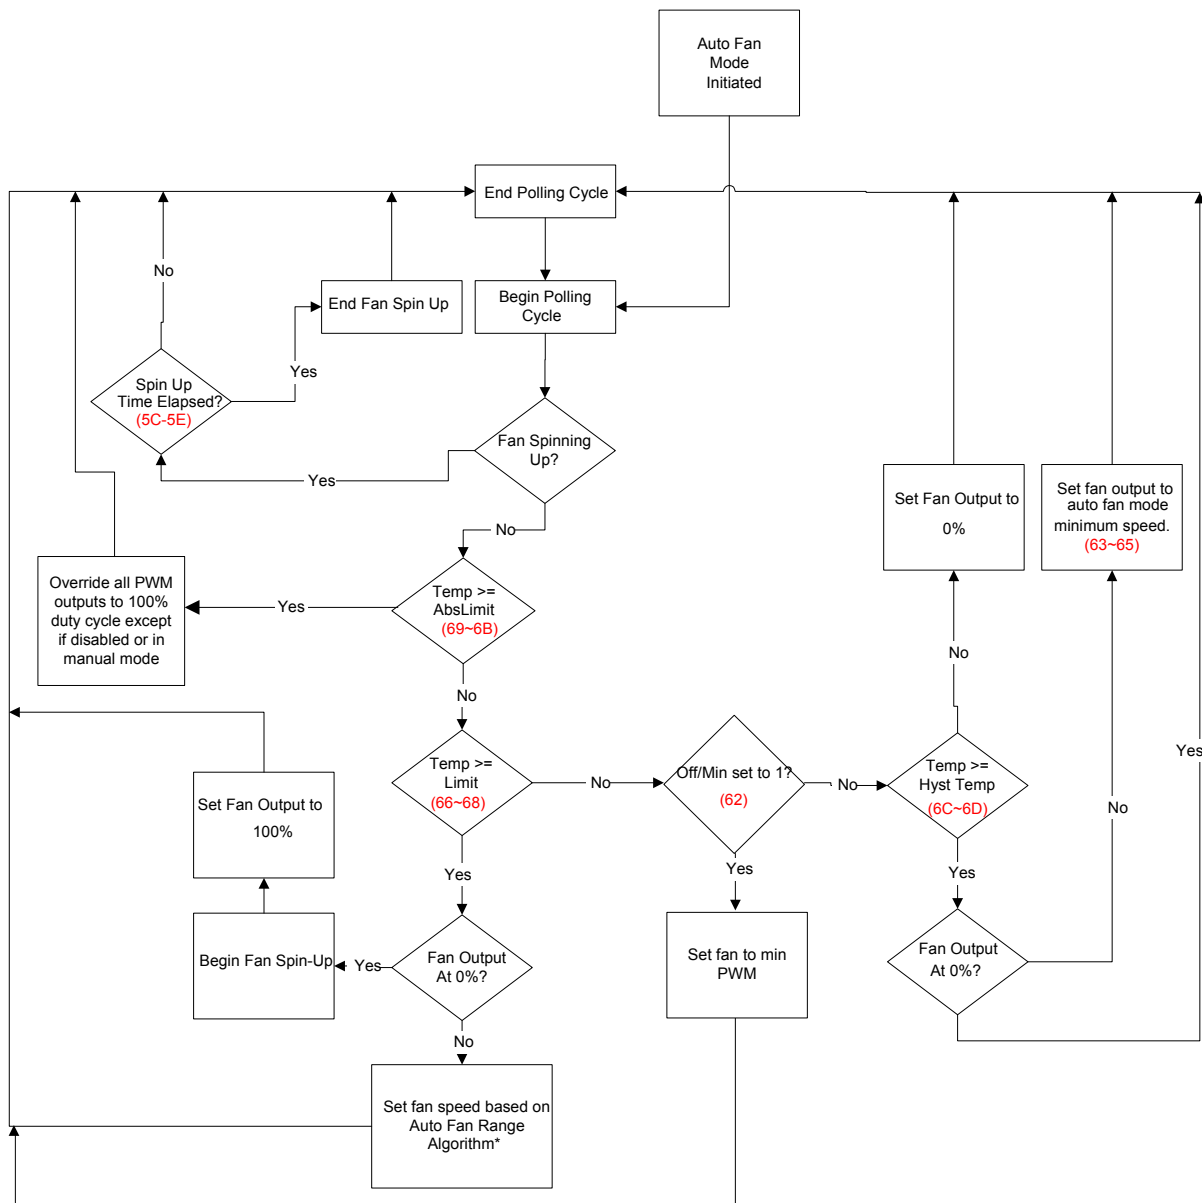 Auto Fan
Mode
Initiated
End Polling Cycle
Begin Polling
Cycle
No
End Fan Spin Up
Yes
Spin Up
Time Elapsed?
(5C-5E)
Fan Spinning
Up?
Yes
No
Set Fan Output to
0%
Set fan output to
auto fan mode
minimum speed.
(63~65)
Override all PWM
outputs to 100%
duty cycle except
if disabled or in
manual mode
Yes
Temp >=
AbsLimit
(69~6B)
No
No
Temp >=
Limit
(66~68)
No
Off/Min set to 1?
(62)
No
Temp >=
Hyst Temp
(6C~6D)
Yes
No
Set Fan Output to
100%
Yes
Yes
Yes
Begin Fan Spin-Up
Yes
Fan Output
At 0%?
Set fan to min
PWM
Fan Output
At 0%?
No
Set fan speed based on
Auto Fan Range
Algorithm*